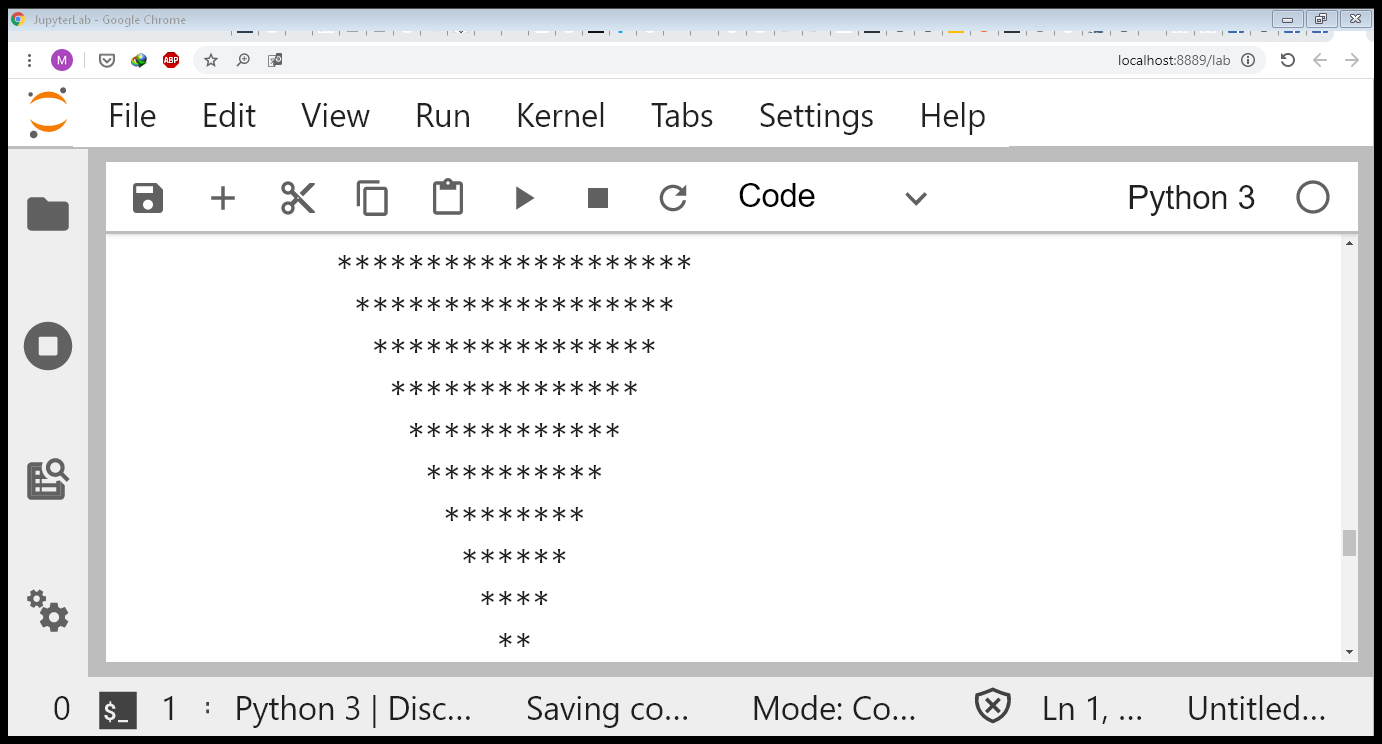 JupyterLab - Google Chrome
M ABP localhost:8889/lab
File Edit View Run Kernel Tabs Settings Help
Code Python 3
********************
******************
****************
**************
************
**********
********
******
****
**
0 $_ 1 : Python 3 | Disc... Saving co... Mode: Co... Ln 1, ... Untitled...